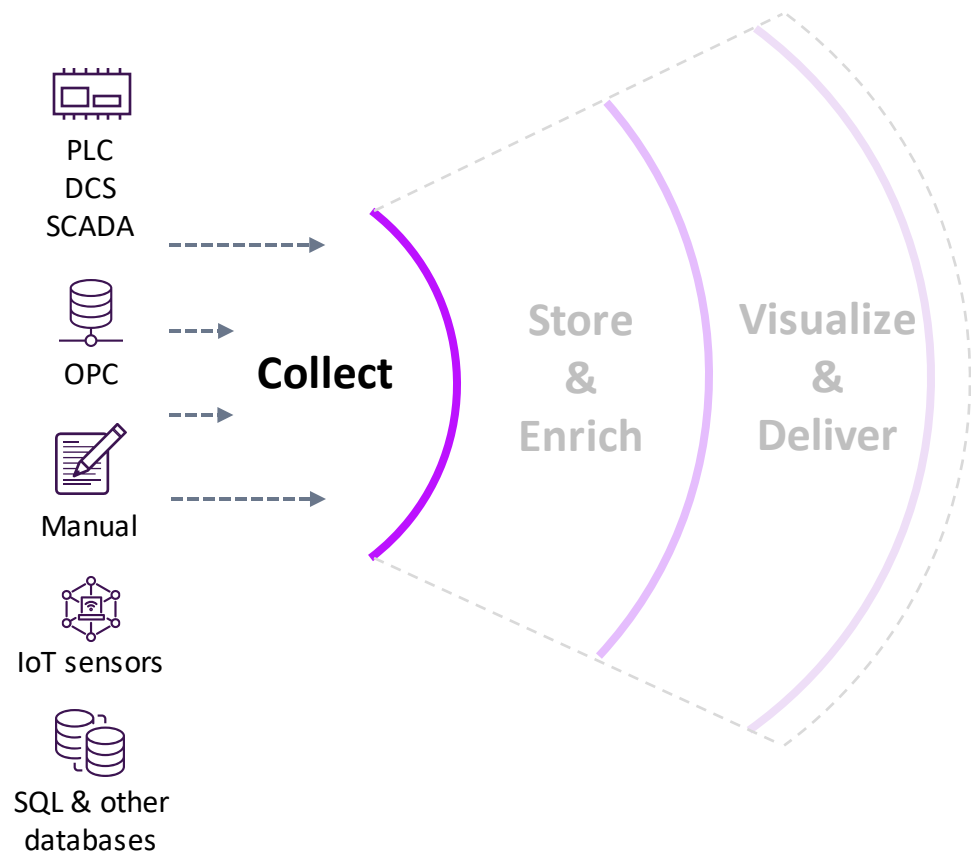 PLC
DCS
SCADA
OPC
Manual
IoT sensors
SQL & other
databases
Collect
Store
&
Enrich
Visualize
&
Deliver